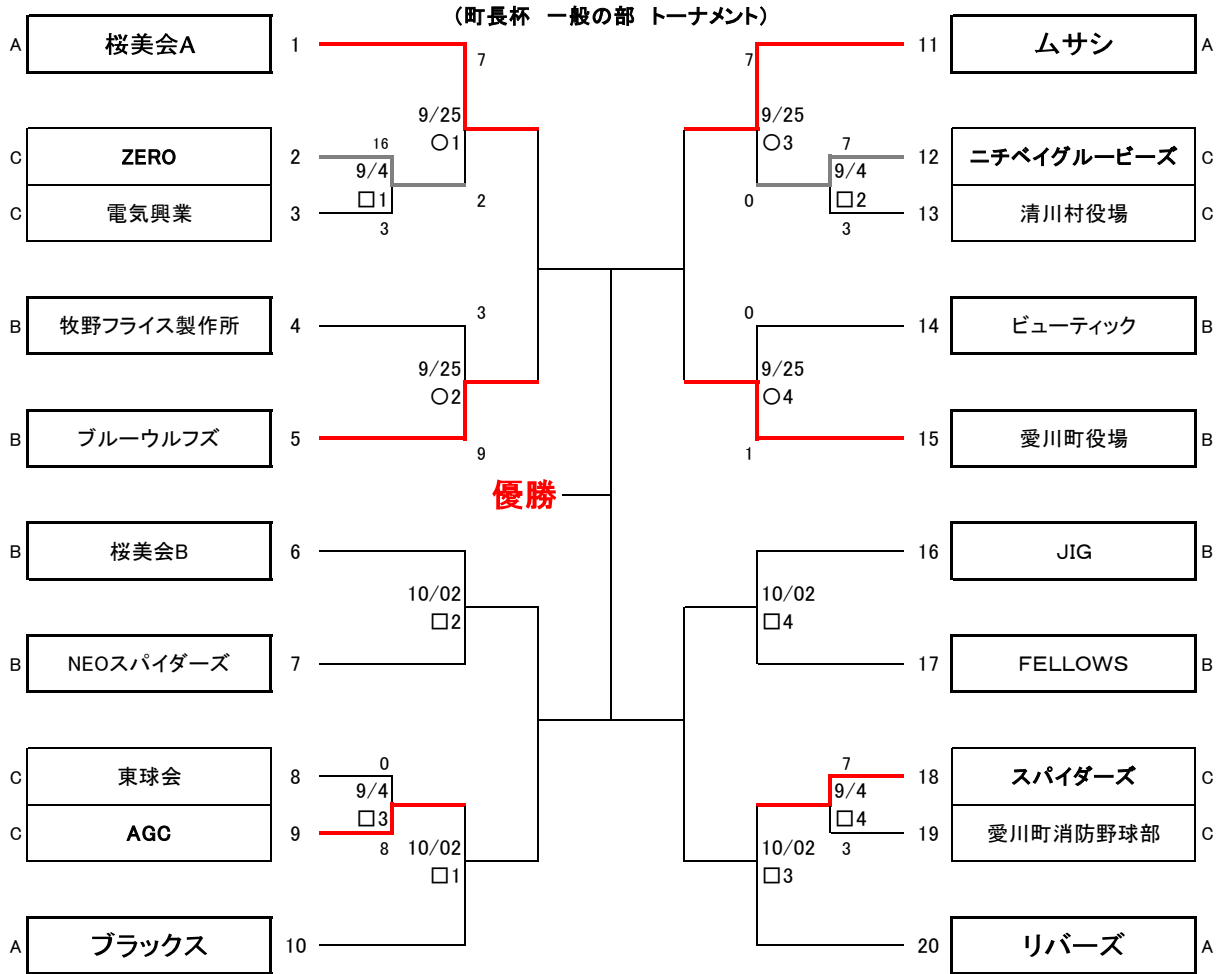 (町長杯 一般の部 トーナメント)
A 桜美会A 1 7
9/25
○1
C ZERO 2 16
9/4
□1
C 電気興業 3 3
2
B 牧野フライス製作所 4 3
9/25
○2
B ブルーウルフズ 5 9
優勝
B 桜美会B 6
10/02
□2
B NEOスパイダーズ 7
C 東球会 8 0
9/4
□3
C AGC 9 8
10/02
□1
A ブラックス 10
7 11 ムサシ A
9/25
○3
7 12 ニチベイグルービーズ C
9/4
□2
0
3 13 清川村役場 C
0 14 ビューティック B
9/25
○4
1 15 愛川町役場 B
16 JIG B
10/02
□4
17 FELLOWS B
7 18 スパイダーズ C
9/4
□4
3 19 愛川町消防野球部 C
10/02
□3
20 リバーズ A